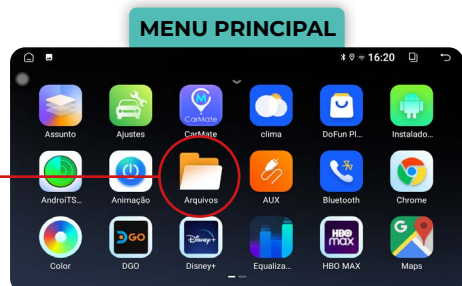 MENU PRINCIPAL
16:20
CarMate
Assunto Ajustes CarMate clima DoFun Pl... Instalado...
AndroiTS... Animação Arquivos AUX Bluetooth Chrome
GO Disney+ HBO max G
Color DGO Disney+ Equaliza... HBO MAX Maps